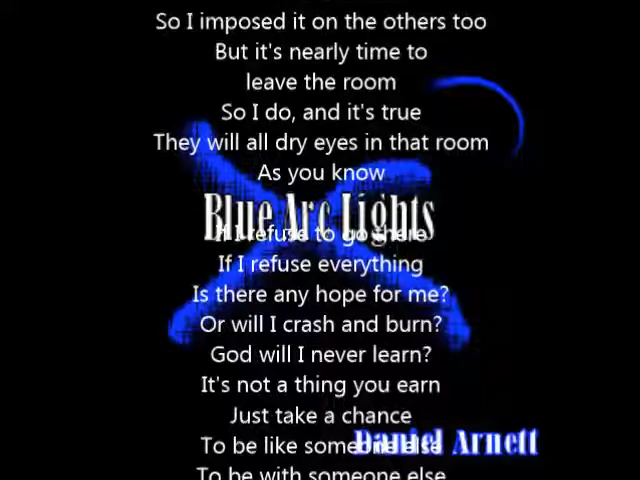 So I imposed it on the others too
But it's nearly time to
leave the room
So I do, and it's true
They will all dry eyes in that room
As you know
Blue Arc Lights
If I refuse to go there
If I refuse everything
Is there any hope for me?
Or will I crash and burn?
God will I never learn?
It's not a thing you earn
Just take a chance
To be like someone else
Daniel Arnett
To be with someone else